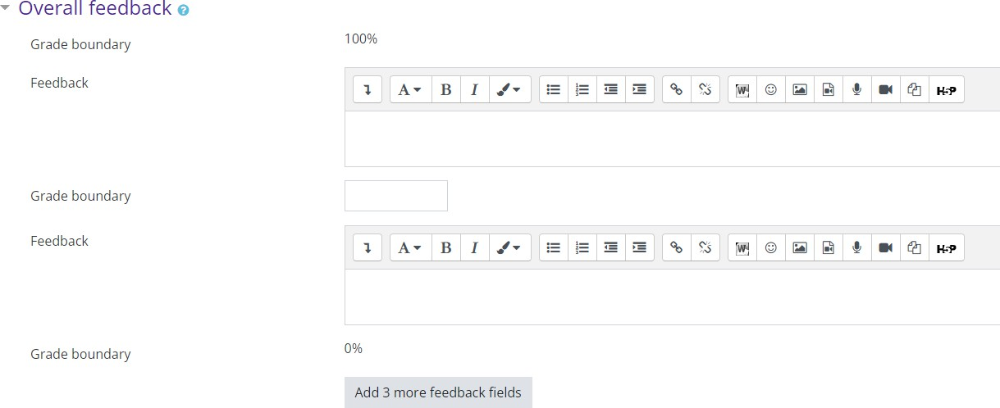 Overall feedback ?
Grade boundary 100%
Feedback
A B I W H-P
Grade boundary
Feedback
A B I W H-P
Grade boundary 0%
Add 3 more feedback fields